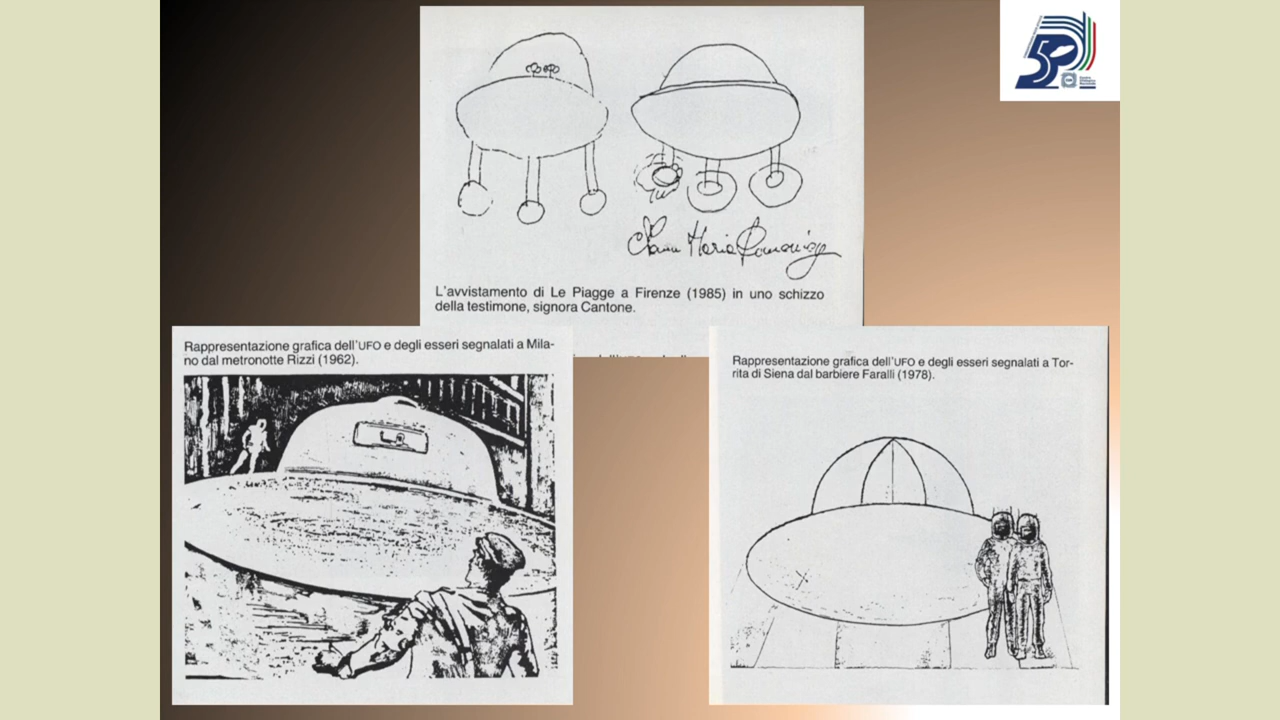 L'avvistamento di Le Piagge a Firenze (1985) in uno schizzo
della testimone, signora Cantone.
Rappresentazione grafica dell'UFO e degli esseri segnalati a Mila-
no dal metronotte Rizzi (1962).
Rappresentazione grafica dell'UFO e degli esseri segnalati a Tor-
rita di Siena dal barbiere Faralli (1978).